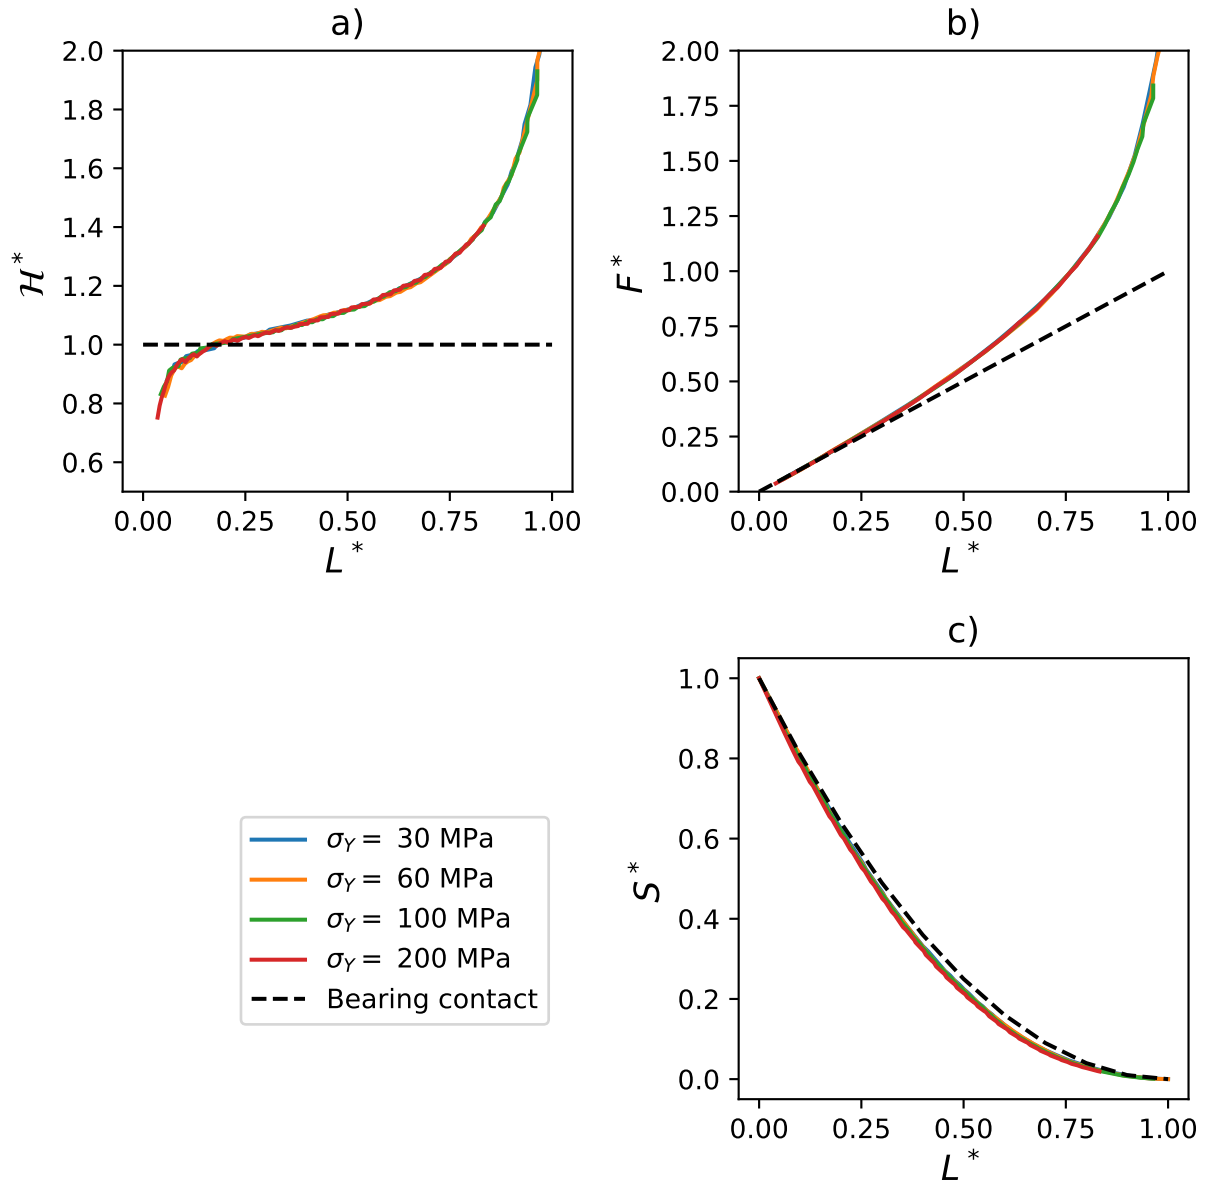 a)
2.0
1.8
1.6
1.4
1.2
1.0
0.8
0.6
ℋ*
0.00 0.25 0.50 0.75 1.00
L*
b)
2.00
1.75
1.50
1.25
1.00
0.75
0.50
0.25
0.00
F*
0.00 0.25 0.50 0.75 1.00
L*
σ_Y = 30 MPa
σ_Y = 60 MPa
σ_Y = 100 MPa
σ_Y = 200 MPa
Bearing contact
c)
1.0
0.8
0.6
0.4
0.2
0.0
S*
0.00 0.25 0.50 0.75 1.00
L*